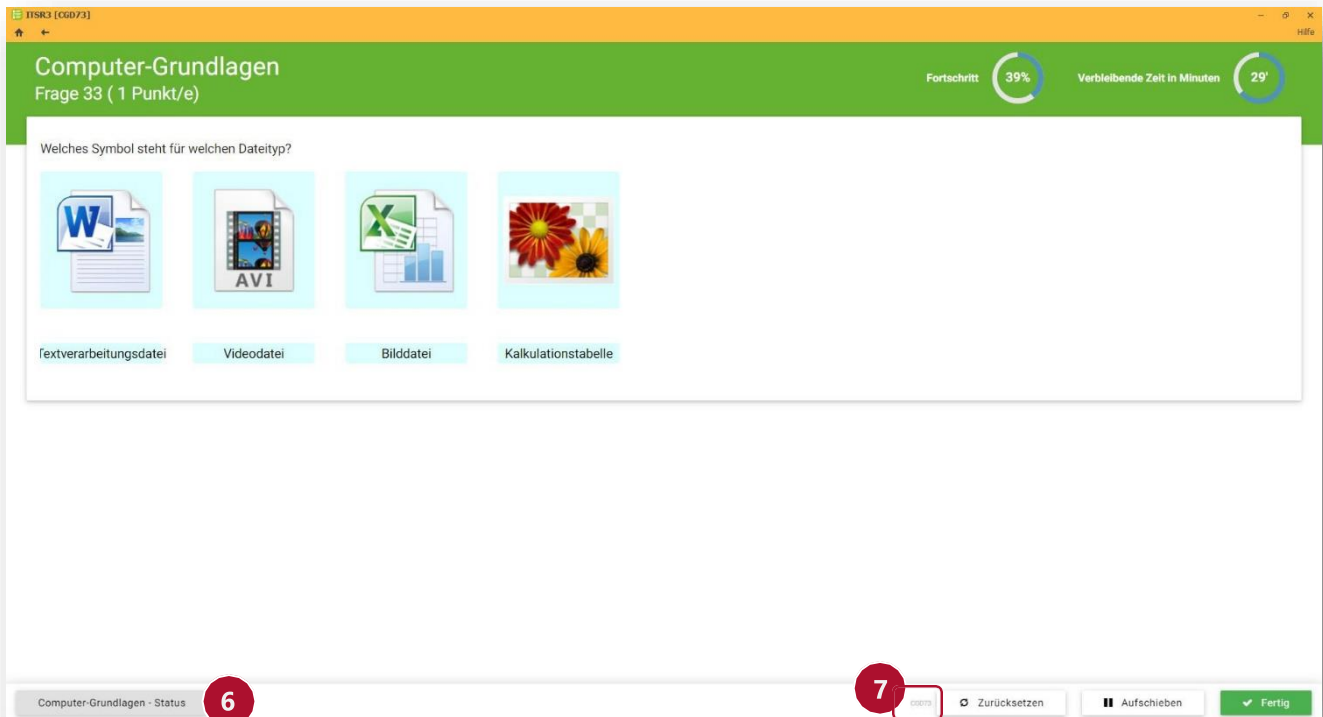 ITSR3 [CGD73]
Hilfe
Computer-Grundlagen
Frage 33 ( 1 Punkt/e)
Fortschritt 39% Verbleibende Zeit in Minuten 29'
Welches Symbol steht für welchen Dateityp?
W
AVI
X
Textverarbeitungsdatei Videodatei Bilddatei Kalkulationstabelle
Computer-Grundlagen - Status 6 7 CGD73 Zurücksetzen Aufschieben Fertig